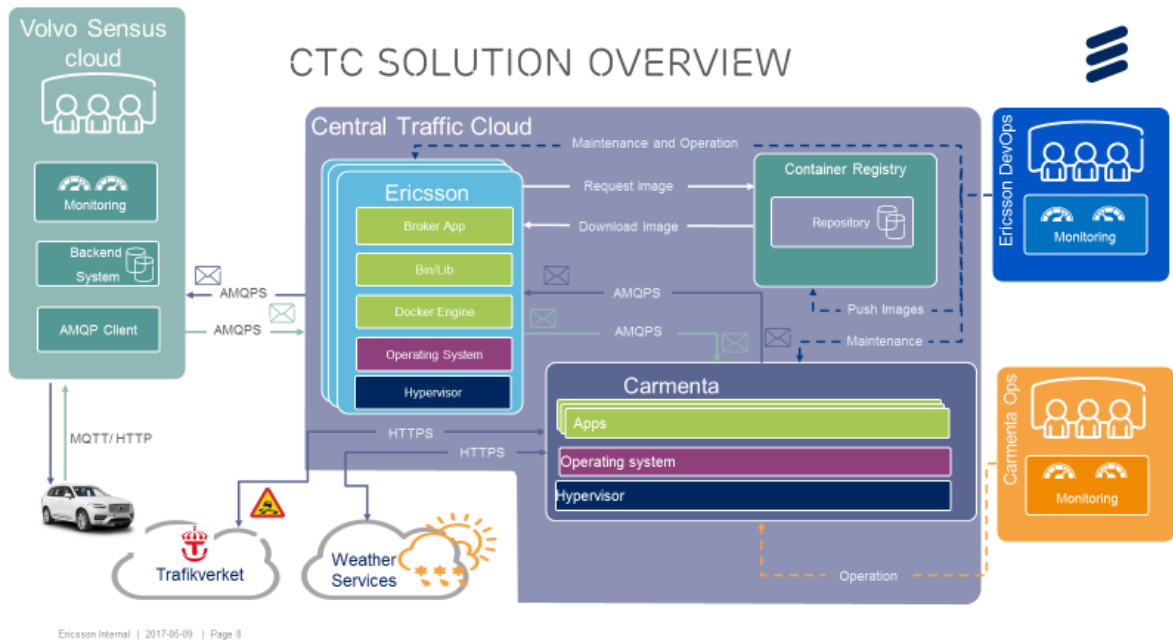 Volvo Sensus
cloud
Monitoring
Backend
System
AMQP Client
CTC SOLUTION OVERVIEW
Central Traffic Cloud
Maintenance and Operation
Ericsson
Broker App
Bin/Lib
Docker Engine
Operating System
Hypervisor
Request image
Download image
Container Registry
Repository
Ericsson DevOps
Monitoring
AMQPS
AMQPS
AMQPS
AMQPS
Push Images
Maintenance
Carmenta
Apps
Operating system
Hypervisor
Carmenta Ops
Monitoring
MQTT/ HTTP
HTTPS
HTTPS
Trafikverket
Weather
Services
Operation
Ericsson Internal | 2017-05-09 | Page 8